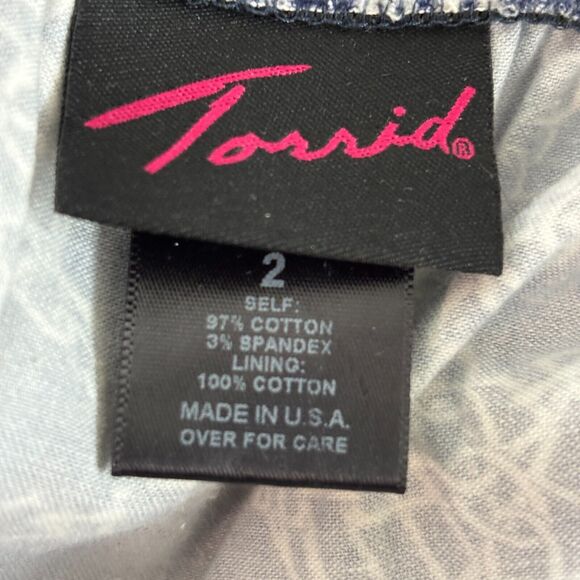 Torrid®
2
SELF:
97% COTTON
3% SPANDEX
LINING:
100% COTTON
MADE IN U.S.A.
OVER FOR CARE